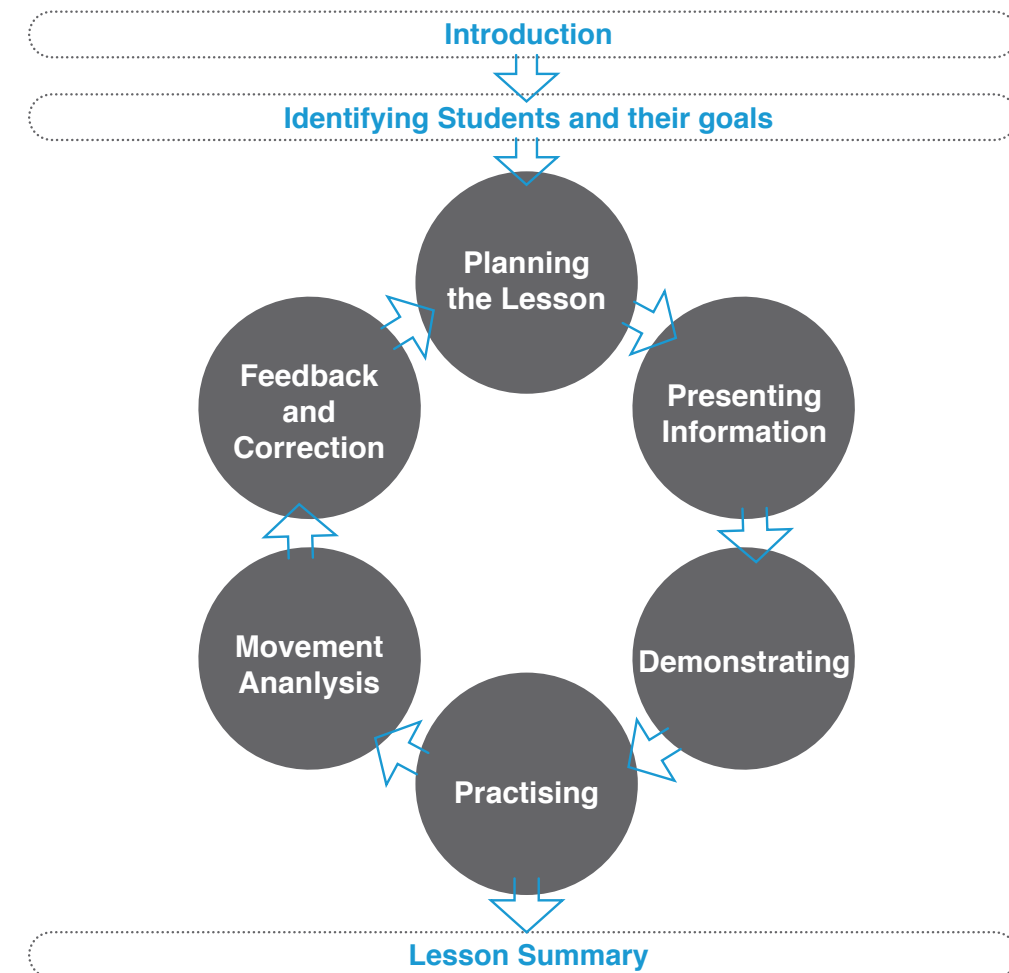 Introduction
Identifying Students and their goals
Planning
the Lesson
Presenting
Information
Demonstrating
Practising
Movement
Ananlysis
Feedback
and
Correction
Lesson Summary